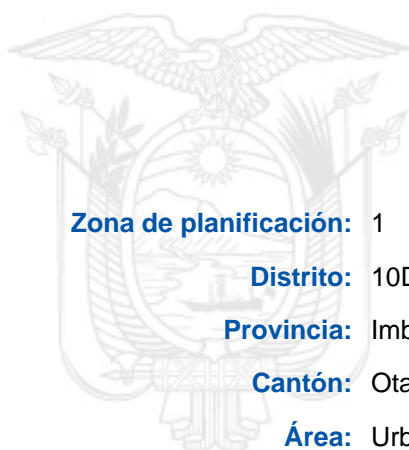 Zona de planificación: 1
Distrito: 10D
Provincia: Imb
Cantón: Ota
Área: Urb